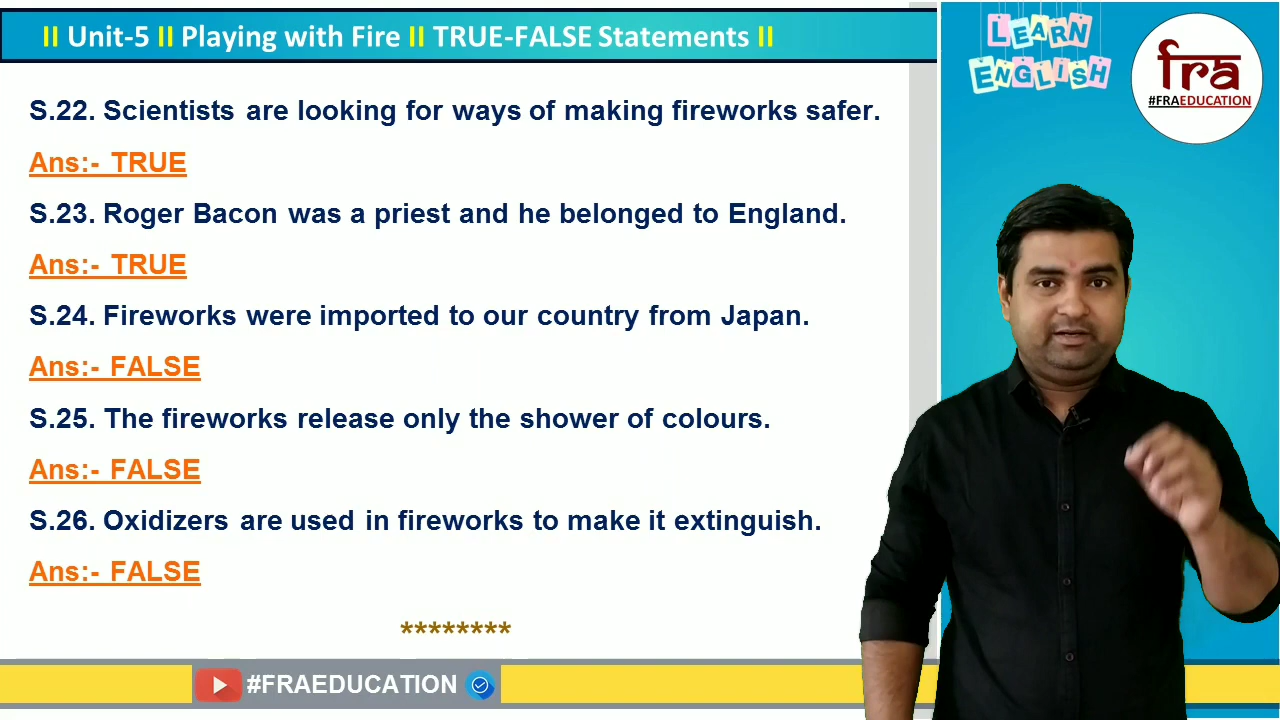 II Unit-5 II Playing with Fire II TRUE-FALSE Statements II
LEARN
ENGLISH
fra
#FRAEDUCATION
S.22. Scientists are looking for ways of making fireworks safer.
Ans:- TRUE
S.23. Roger Bacon was a priest and he belonged to England.
Ans:- TRUE
S.24. Fireworks were imported to our country from Japan.
Ans:- FALSE
S.25. The fireworks release only the shower of colours.
Ans:- FALSE
S.26. Oxidizers are used in fireworks to make it extinguish.
Ans:- FALSE
********
#FRAEDUCATION